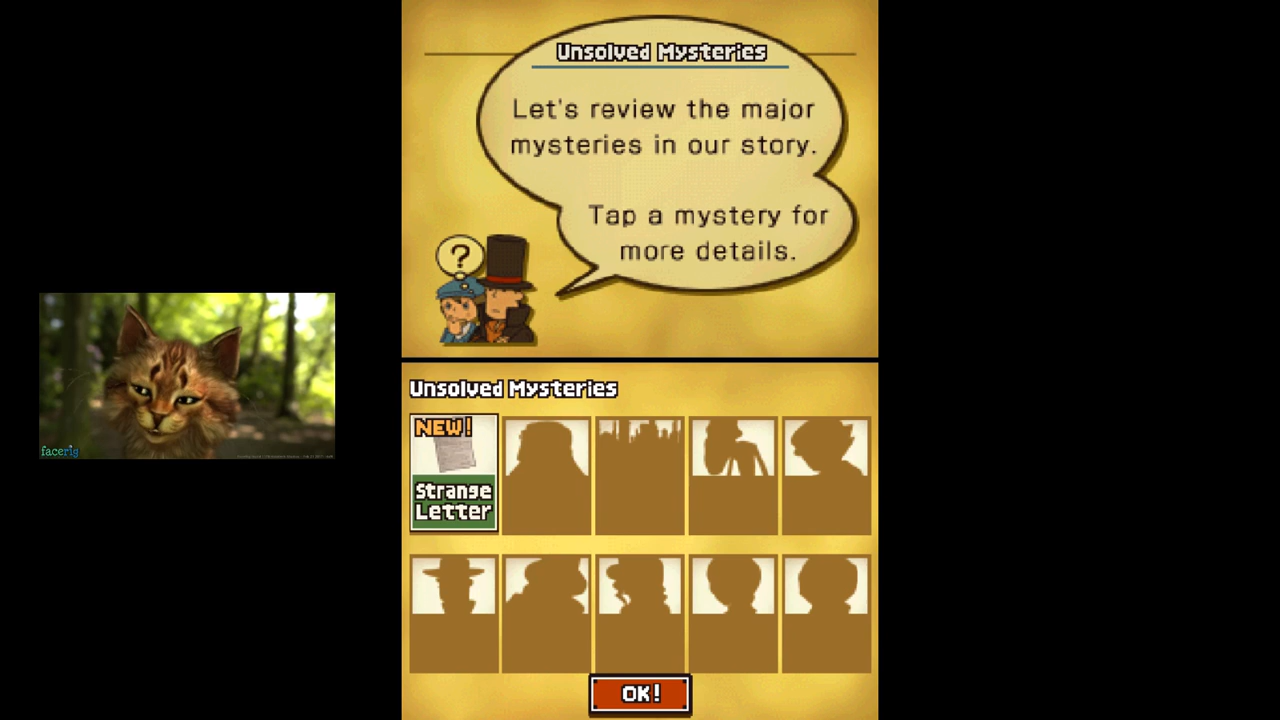 Unsolved Mysteries
Let's review the major
mysteries in our story.
Tap a mystery for
more details.
?
facerig
Unsolved Mysteries
NEW!
Strange
Letter
OK!